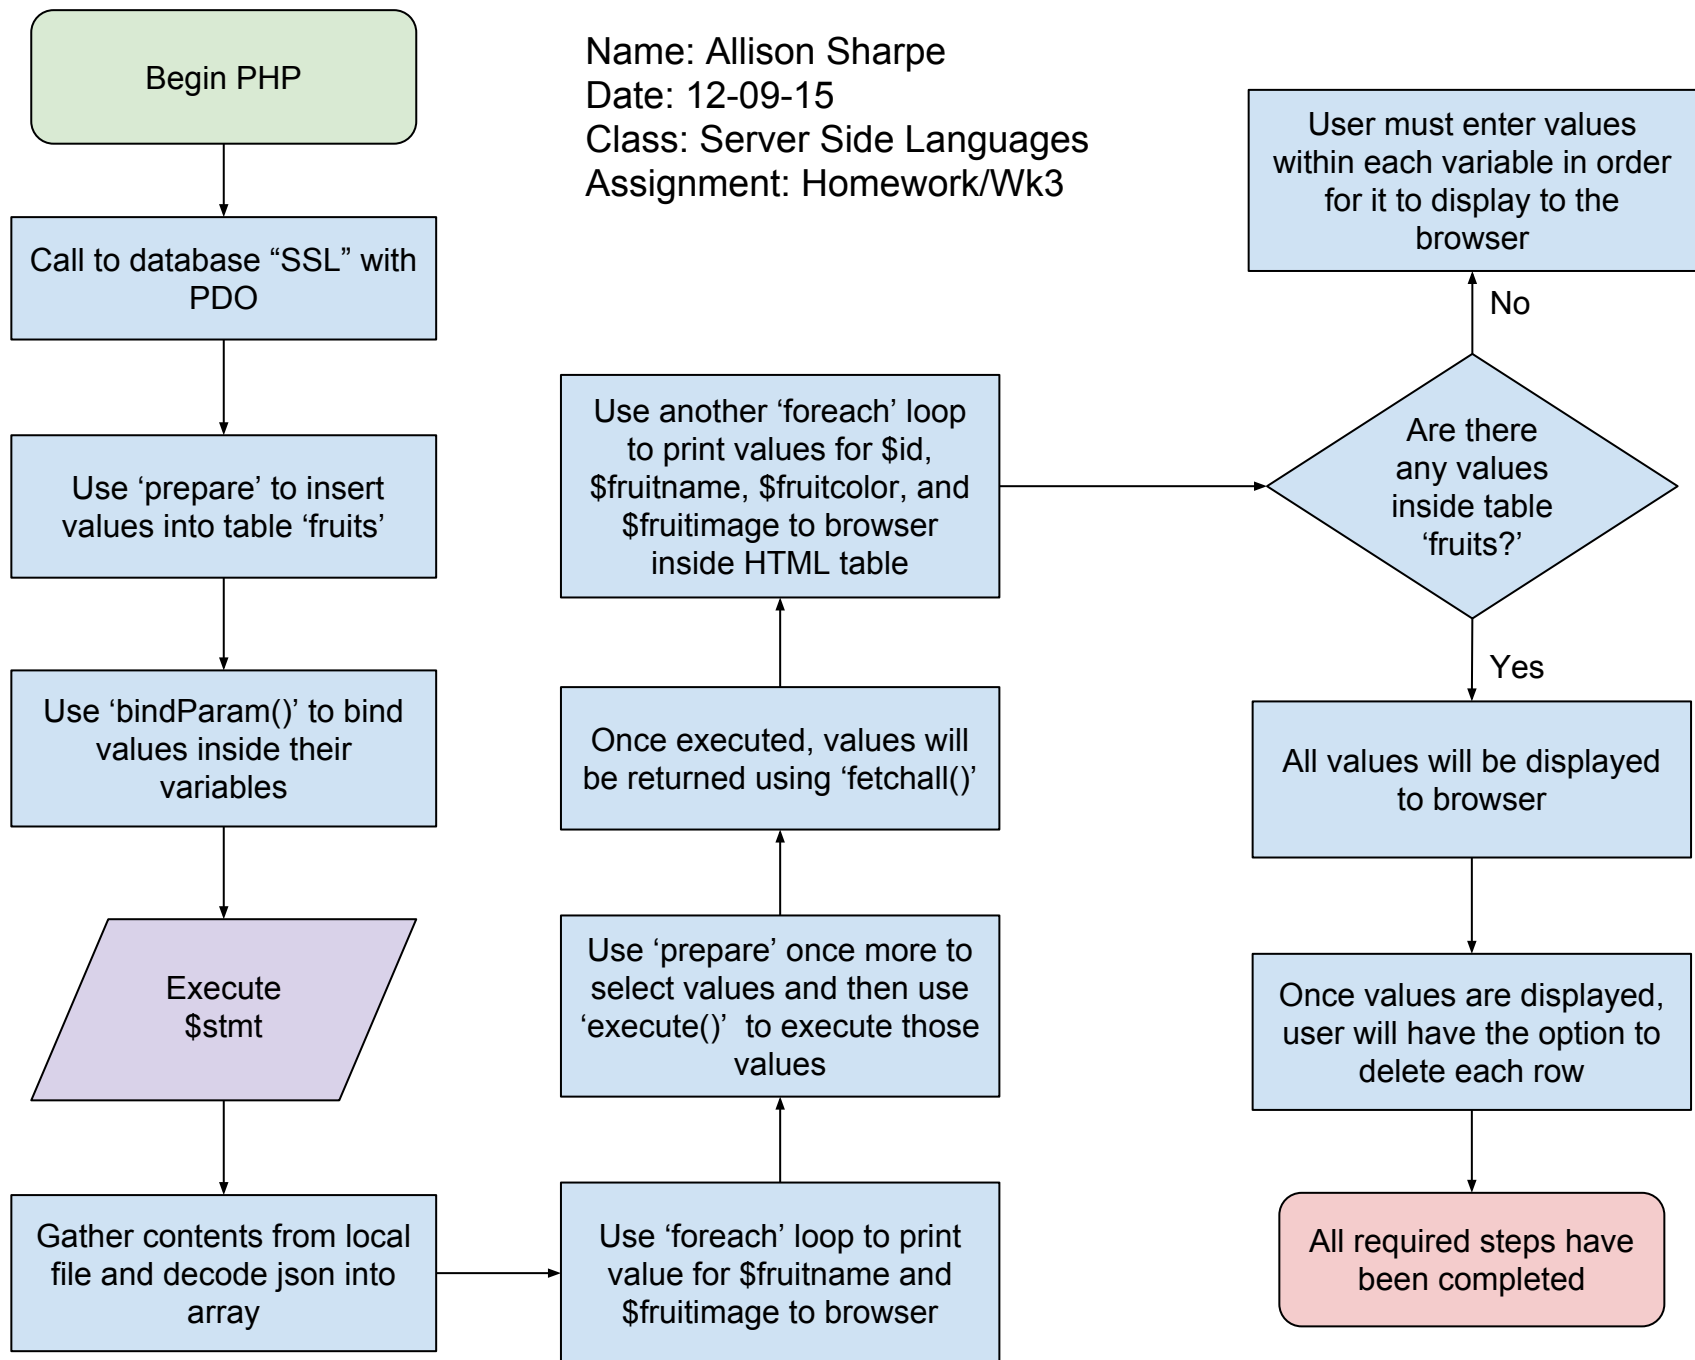 Begin PHP
Name: Allison Sharpe
Date: 12-09-15
Class: Server Side Languages
Assignment: Homework/Wk3
Call to database “SSL” with
PDO
Use ‘prepare’ to insert
values into table ‘fruits’
Use ‘bindParam()’ to bind
values inside their
variables
Execute
$stmt
Gather contents from local
file and decode json into
array
Use ‘foreach’ loop to print
value for $fruitname and
$fruitimage to browser
Use ‘prepare’ once more to
select values and then use
‘execute()’  to execute those
values
Once executed, values will
be returned using ‘fetchall()’
Use another ‘foreach’ loop
to print values for $id,
$fruitname, $fruitcolor, and
$fruitimage to browser
inside HTML table
Are there
any values
inside table
‘fruits?’
No
User must enter values
within each variable in order
for it to display to the
browser
Yes
All values will be displayed
to browser
Once values are displayed,
user will have the option to
delete each row
All required steps have
been completed